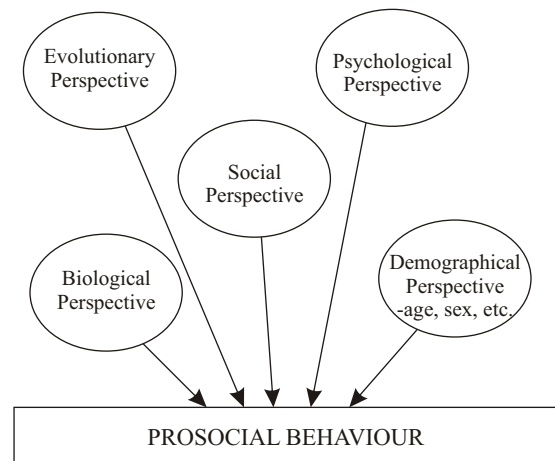 Evolutionary
Perspective
Psychological
Perspective
Social
Perspective
Biological
Perspective
Demographical
Perspective
-age, sex, etc.
PROSOCIAL BEHAVIOUR